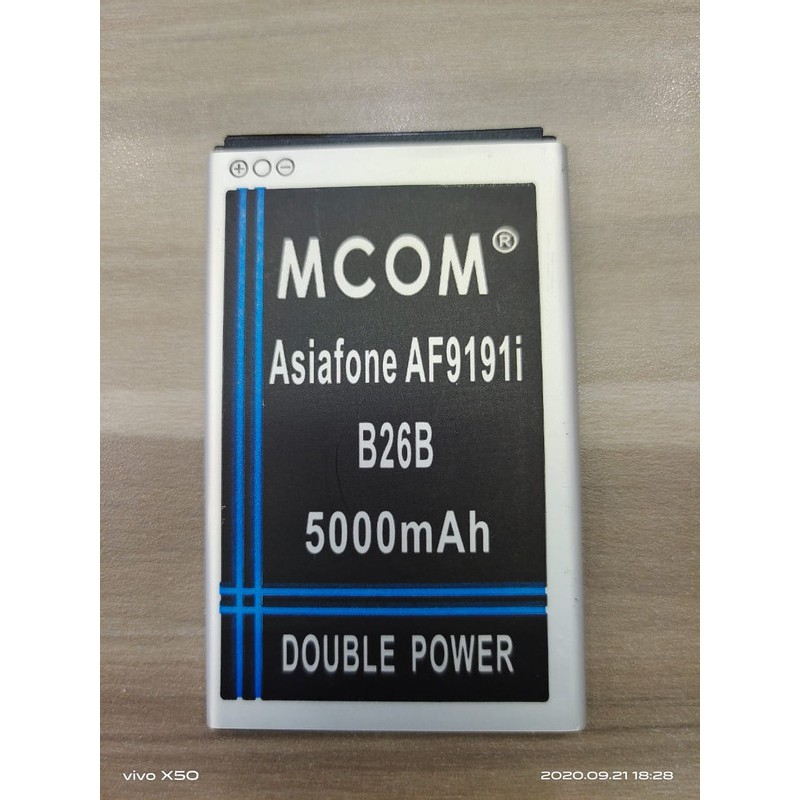 MCOM®
Asiafone AF9191i
B26B
5000mAh
DOUBLE POWER
vivo X50
2020.09.21 18:28